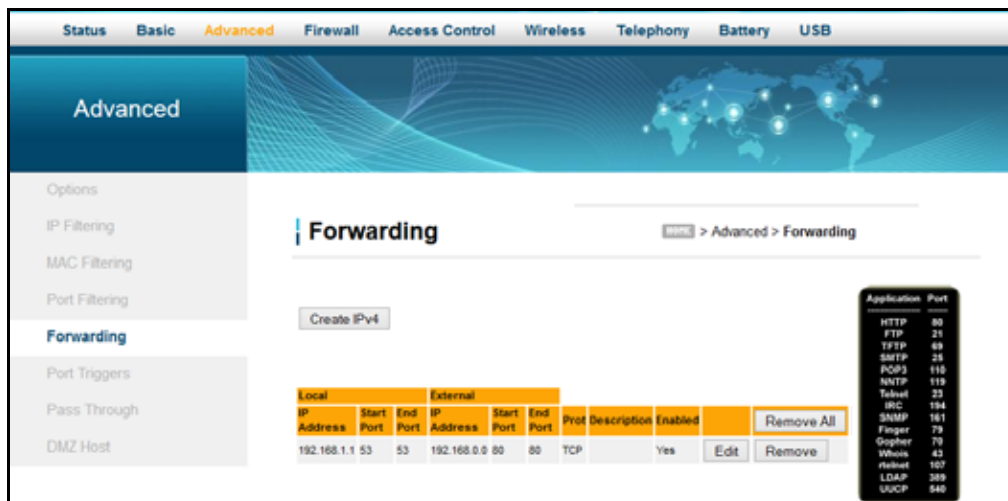 Status Basic Advanced Firewall Access Control Wireless Telephony Battery USB
Advanced
Options
IP Filtering
MAC Filtering
Port Filtering
Forwarding
Port Triggers
Pass Through
DMZ Host
Forwarding
HOME > Advanced > Forwarding
Create IPv4
Local External
IP Address Start Port End Port IP Address Start Port End Port Prot Description Enabled Remove All
192.168.1.1 53 53 192.168.0.0 80 80 TCP Yes Edit Remove
Application Port
HTTP 80
FTP 21
TFTP 69
SMTP 25
POP3 110
NNTP 119
Telnet 23
IRC 194
SNMP 161
Finger 79
Gopher 70
Whois 43
rtelnet 107
LDAP 389
UUCP 540